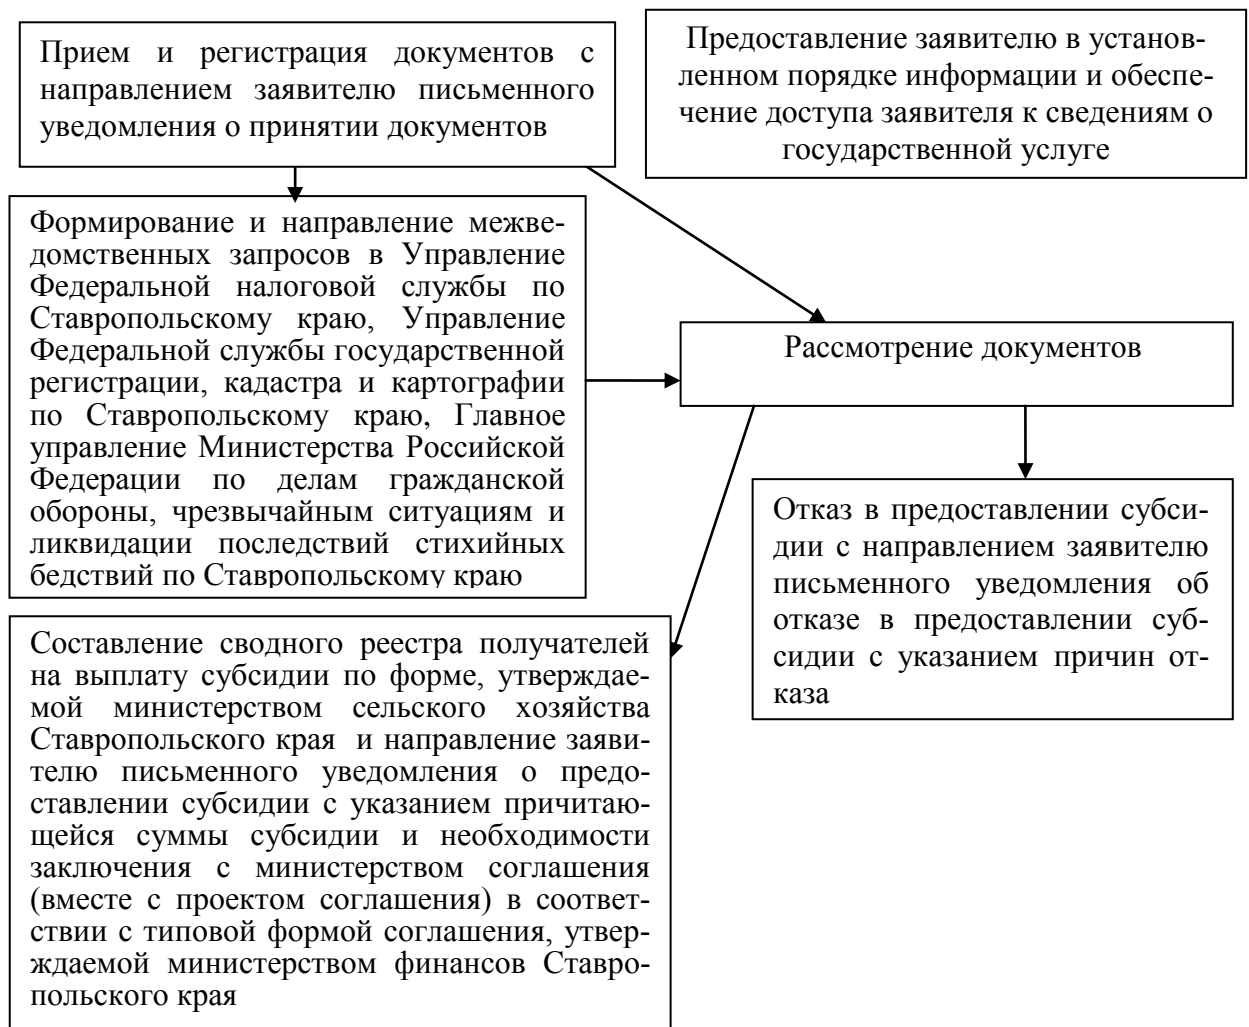 Прием и регистрация документов с
направлением заявителю письменного
уведомления о принятии документов
Предоставление заявителю в установ-
ленном порядке информации и обеспе-
чение доступа заявителя к сведениям о
государственной услуге
Формирование и направление межве-
домственных запросов в Управление
Федеральной налоговой службы по
Ставропольскому краю, Управление
Федеральной службы государственной
регистрации, кадастра и картографии
по Ставропольскому краю, Главное
управление Министерства Российской
Федерации по делам гражданской
обороны, чрезвычайным ситуациям и
ликвидации последствий стихийных
бедствий по Ставропольскому краю
Рассмотрение документов
Отказ в предоставлении субси-
дии с направлением заявителю
письменного уведомления об
отказе в предоставлении суб-
сидии с указанием причин от-
каза
Составление сводного реестра получателей
на выплату субсидии по форме, утверждае-
мой министерством сельского хозяйства
Ставропольского края и направление заяви-
телю письменного уведомления о предо-
ставлении субсидии с указанием причитаю-
щейся суммы субсидии и необходимости
заключения с министерством соглашения
(вместе с проектом соглашения) в соответ-
ствии с типовой формой соглашения, утвер-
ждаемой министерством финансов Ставро-
польского края